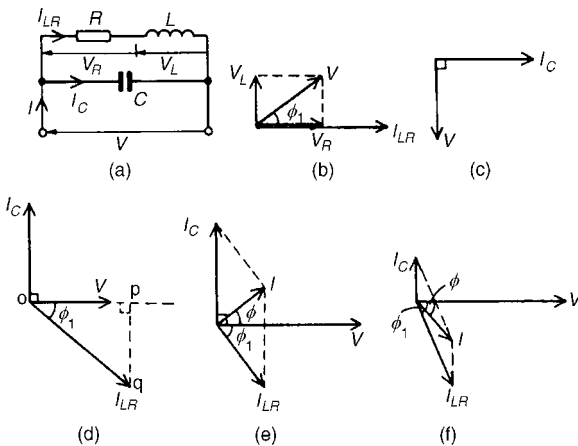 I_LR R L
V_R V_L
I I_C C
V
(a)
V_L V
ϕ_1
V_R I_LR
(b)
I_C
V
(c)
I_C
o V p
ϕ_1
q
I_LR
(d)
I_C
I
ϕ
ϕ_1
V
I_LR
(e)
I_C
ϕ
V
ϕ_1 I
I_LR
(f)